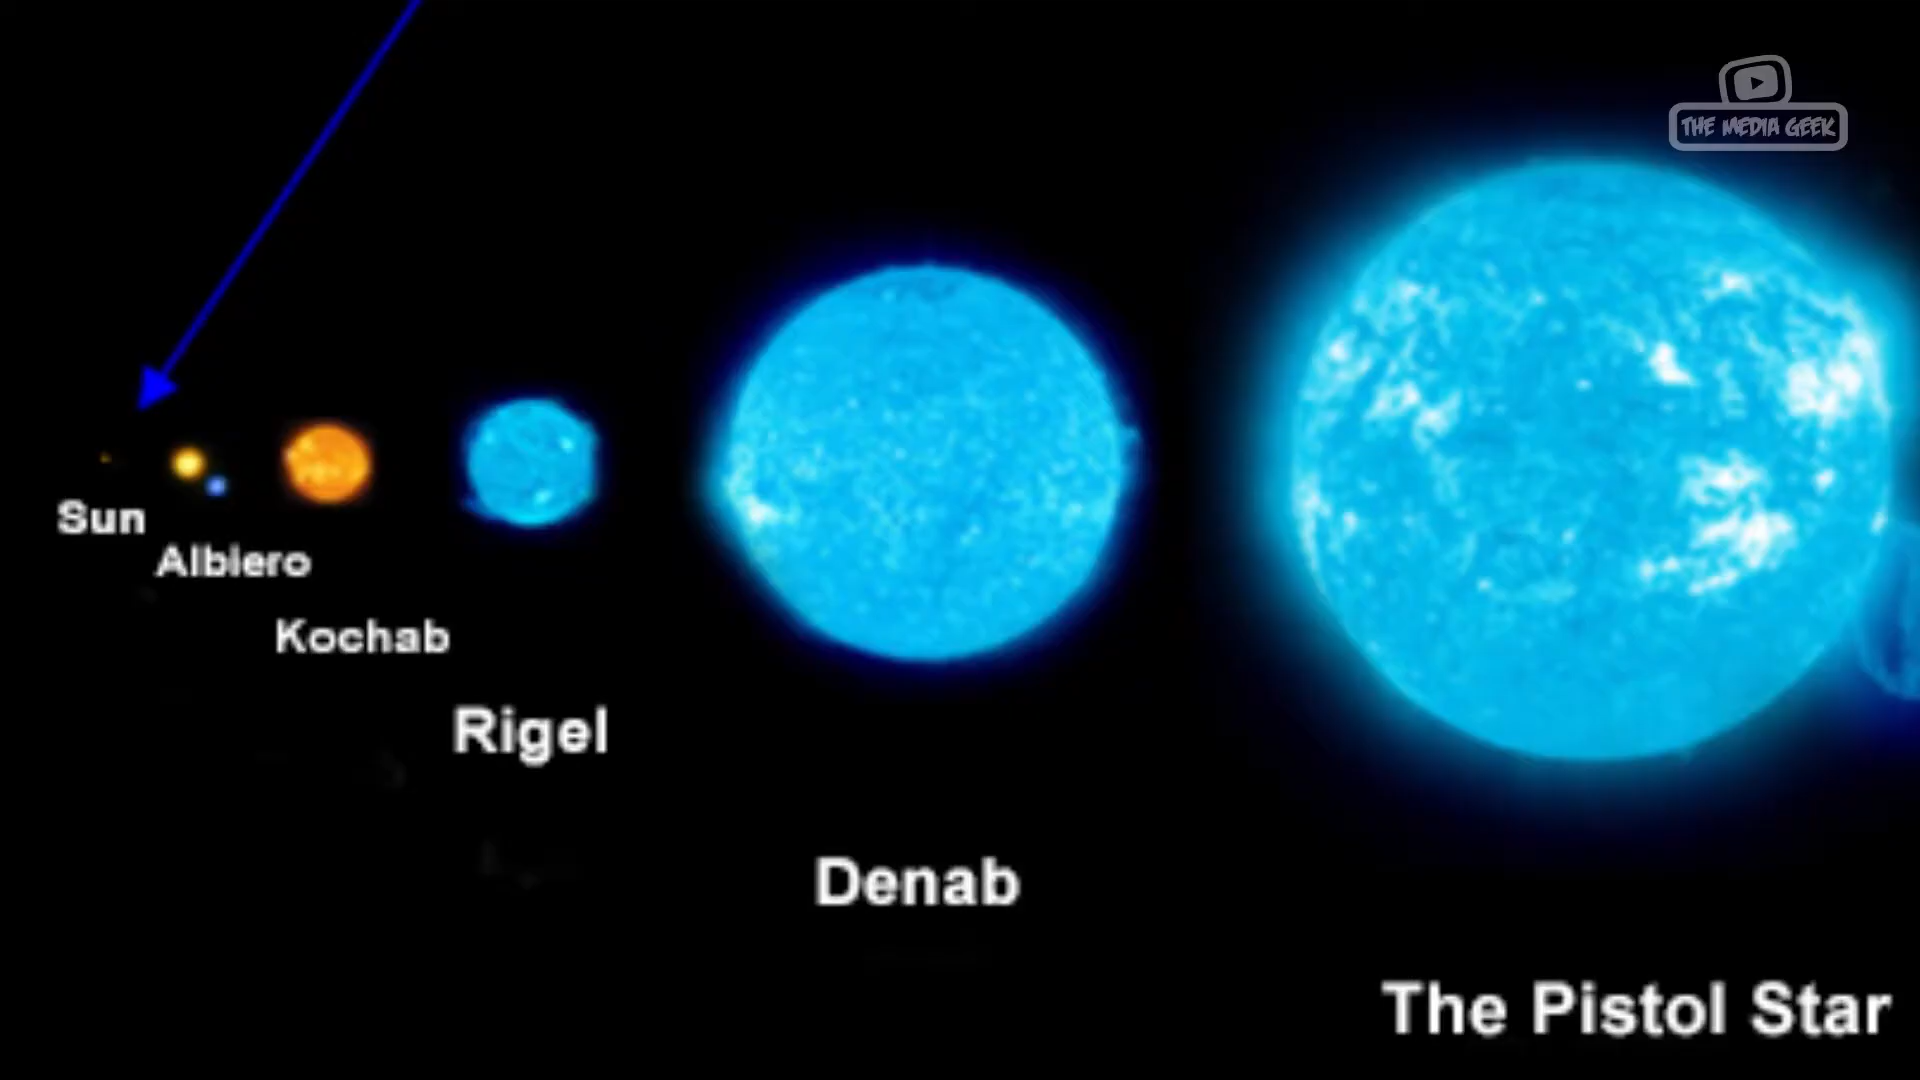 THE MEDIA GEEK
Sun
Albiero
Kochab
Rigel
Denab
The Pistol Star